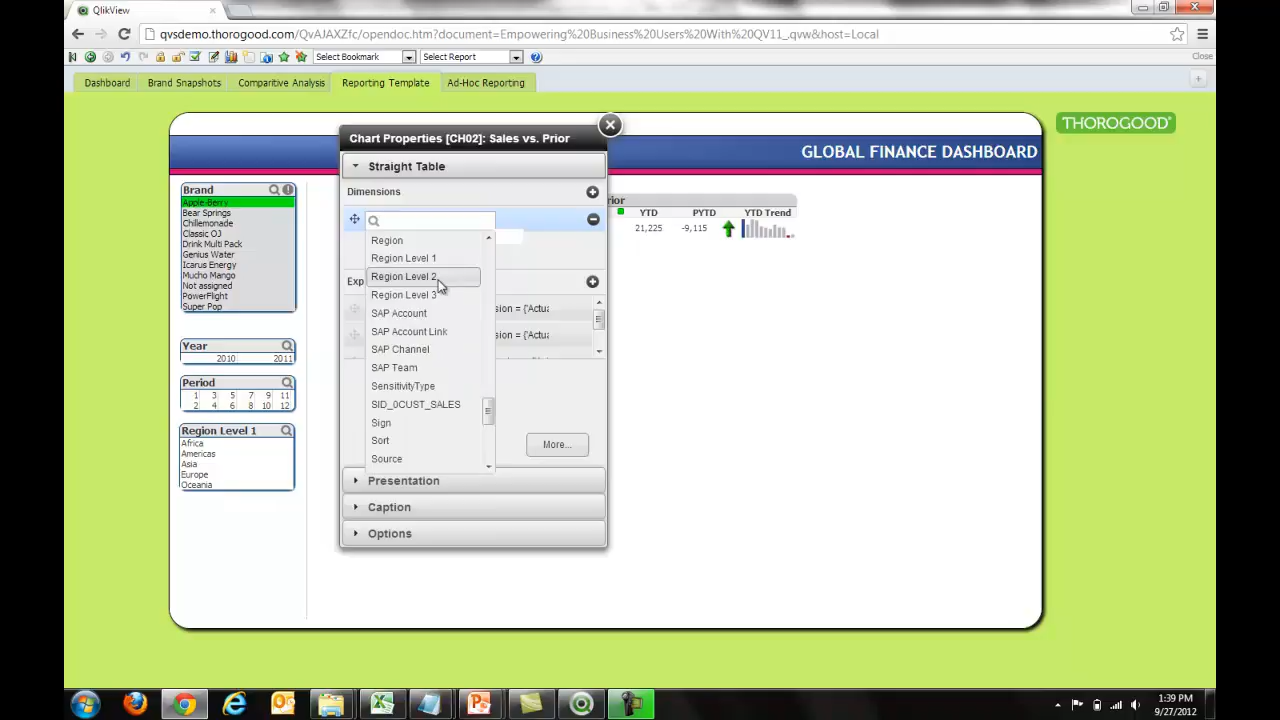 QlikView
qvsdemo.thorogood.com/QvAJAXZfc/opendoc.htm?document=Empowering%20Business%20Users%20With%20QV11_.qvw&host=Local
Select Bookmark
Select Report
Close
Dashboard
Brand Snapshots
Comparitive Analysis
Reporting Template
Ad-Hoc Reporting
THOROGOOD
GLOBAL FINANCE DASHBOARD
Chart Properties [CH02]: Sales vs. Prior
Straight Table
Dimensions
Region
Region Level 1
Region Level 2
Region Level 3
SAP Account
SAP Account Link
SAP Channel
SAP Team
SensitivityType
SID_0CUST_SALES
Sign
Sort
Source
Exp
sion = {'Actua
sion = {'Actua
More...
Presentation
Caption
Options
Brand
Apple-Berry
Bear Springs
Chillemonade
Classic OJ
Drink Multi Pack
Genius Water
Icarus Energy
Mucho Mango
Not assigned
PowerFlight
Super Pop
Year
2010 2011
Period
1 3 5 7 9 11
2 4 6 8 10 12
Region Level 1
Africa
Americas
Asia
Europe
Oceania
rior
YTD PYTD YTD Trend
21,225 -9,115
1:39 PM
9/27/2012